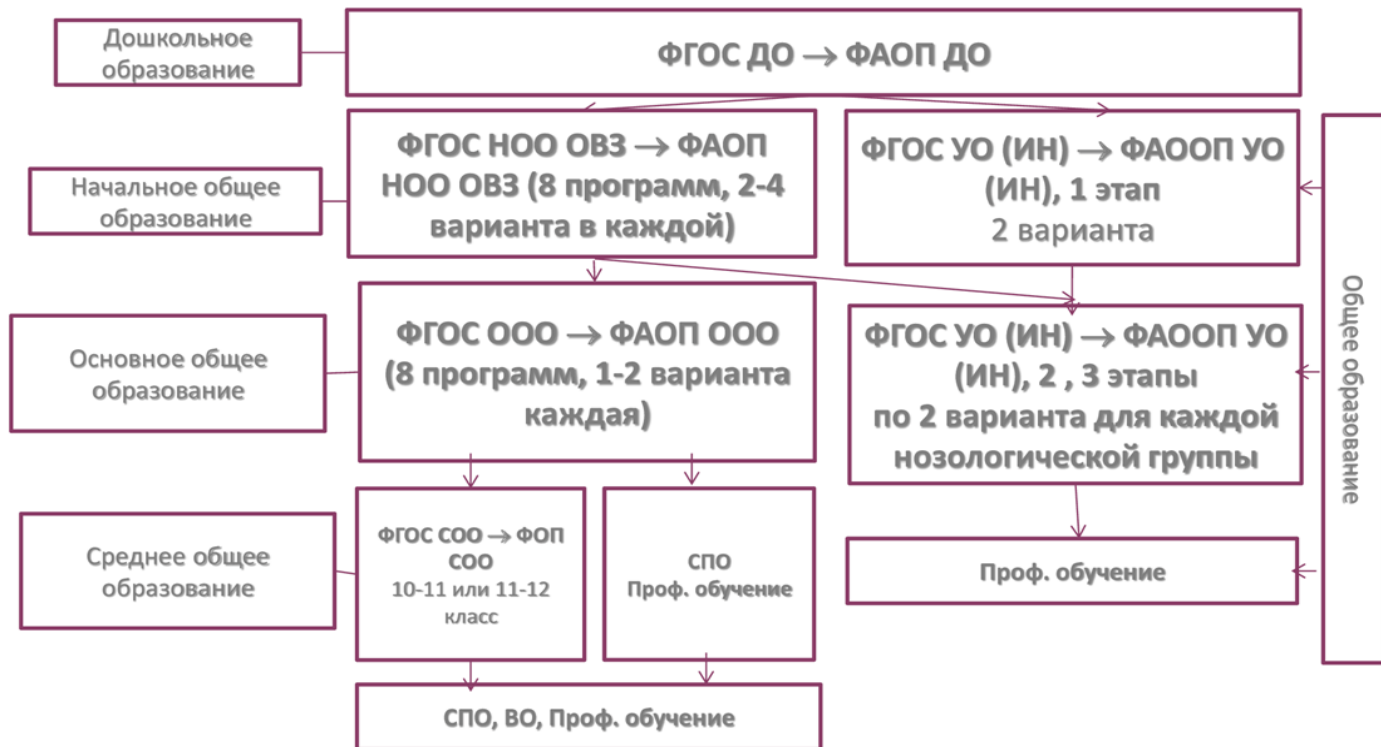 Дошкольное
образование
ФГОС ДО → ФАОП ДО
Начальное общее
образование
ФГОС НОО ОВЗ → ФАОП
НОО ОВЗ (8 программ, 2-4
варианта в каждой)
ФГОС УО (ИН) → ФАООП УО
(ИН), 1 этап
2 варианта
Основное общее
образование
ФГОС ООО → ФАОП ООО
(8 программ, 1-2 варианта
каждая)
ФГОС УО (ИН) → ФАООП УО
(ИН), 2 , 3 этапы
по 2 варианта для каждой
нозологической группы
Среднее общее
образование
ФГОС СОО → ФОП
СОО
10-11 или 11-12
класс
СПО
Проф. обучение
Проф. обучение
СПО, ВО, Проф. обучение
Общее образование